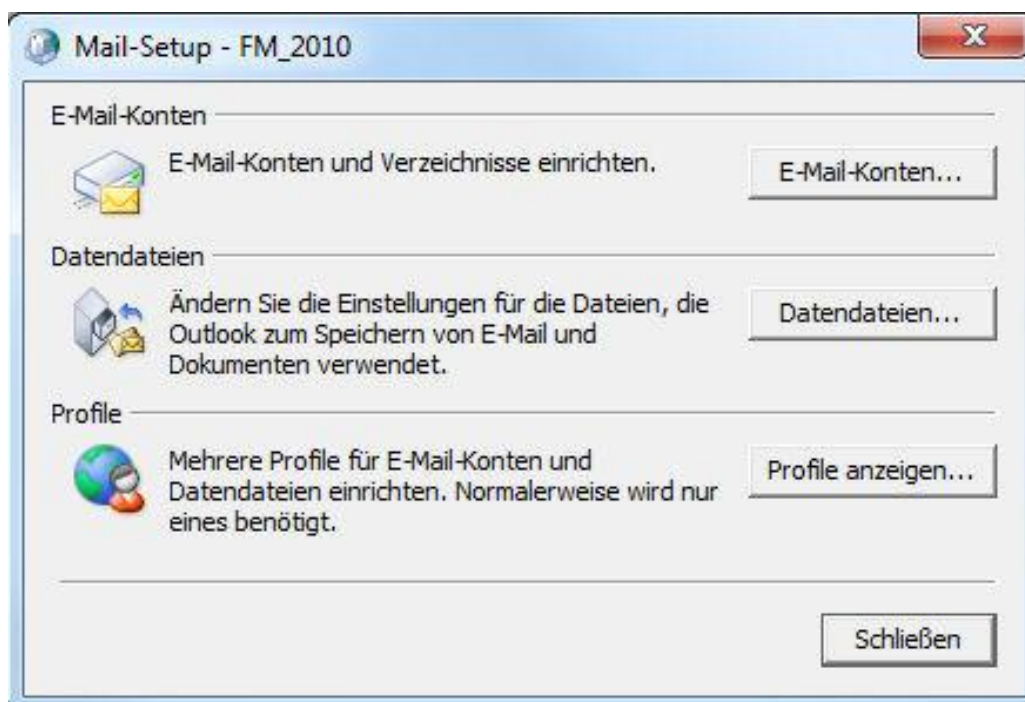 Mail-Setup - FM_2010
E-Mail-Konten
E-Mail-Konten und Verzeichnisse einrichten.
E-Mail-Konten...
Datendateien
Ändern Sie die Einstellungen für die Dateien, die
Outlook zum Speichern von E-Mail und
Dokumenten verwendet.
Datendateien...
Profile
Mehrere Profile für E-Mail-Konten und
Datendateien einrichten. Normalerweise wird nur
eines benötigt.
Profile anzeigen...
Schließen